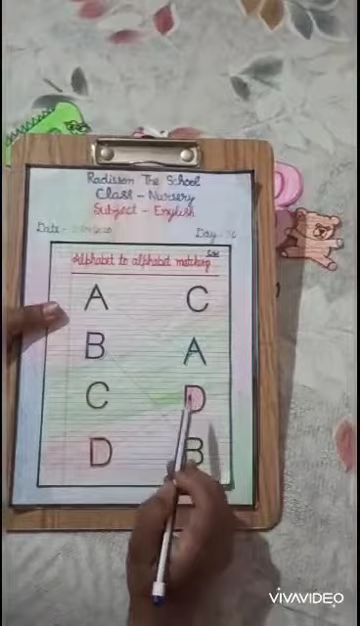 Radisson The School
Class - Nursery
Subject - English
Date - 
Day -
C.W.
Alphabet to alphabet matching
A C
B A
C D
D B
VIVAVIDEO